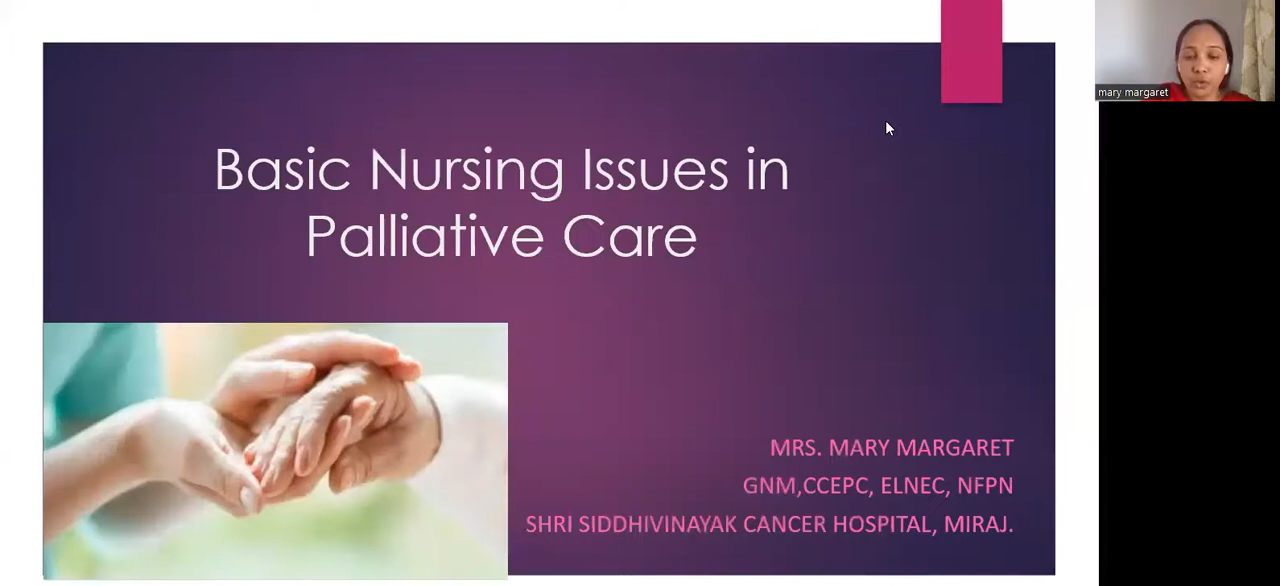 Basic Nursing Issues in
Palliative Care
MRS. MARY MARGARET
GNM,CCEPC, ELNEC, NFPN
SHRI SIDDHIVINAYAK CANCER HOSPITAL, MIRAJ.
mary margaret